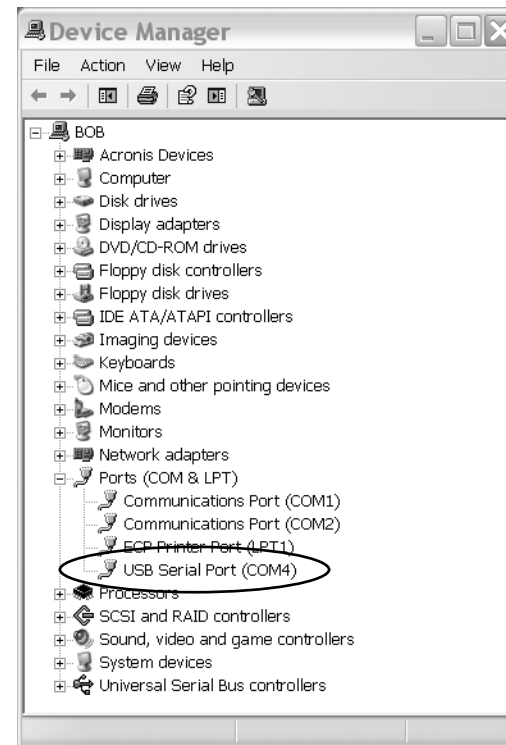 Device Manager
File Action View Help
BOB
Acronis Devices
Computer
Disk drives
Display adapters
DVD/CD-ROM drives
Floppy disk controllers
Floppy disk drives
IDE ATA/ATAPI controllers
Imaging devices
Keyboards
Mice and other pointing devices
Modems
Monitors
Network adapters
Ports (COM & LPT)
Communications Port (COM1)
Communications Port (COM2)
ECP Printer Port (LPT1)
USB Serial Port (COM4)
Processors
SCSI and RAID controllers
Sound, video and game controllers
System devices
Universal Serial Bus controllers